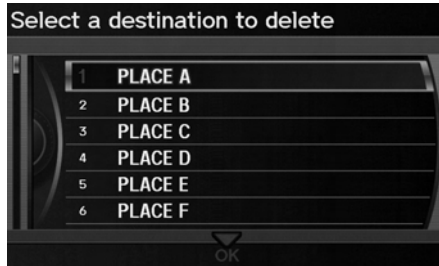 Select a destination to delete
1 PLACE A
2 PLACE B
3 PLACE C
4 PLACE D
5 PLACE E
6 PLACE F
OK